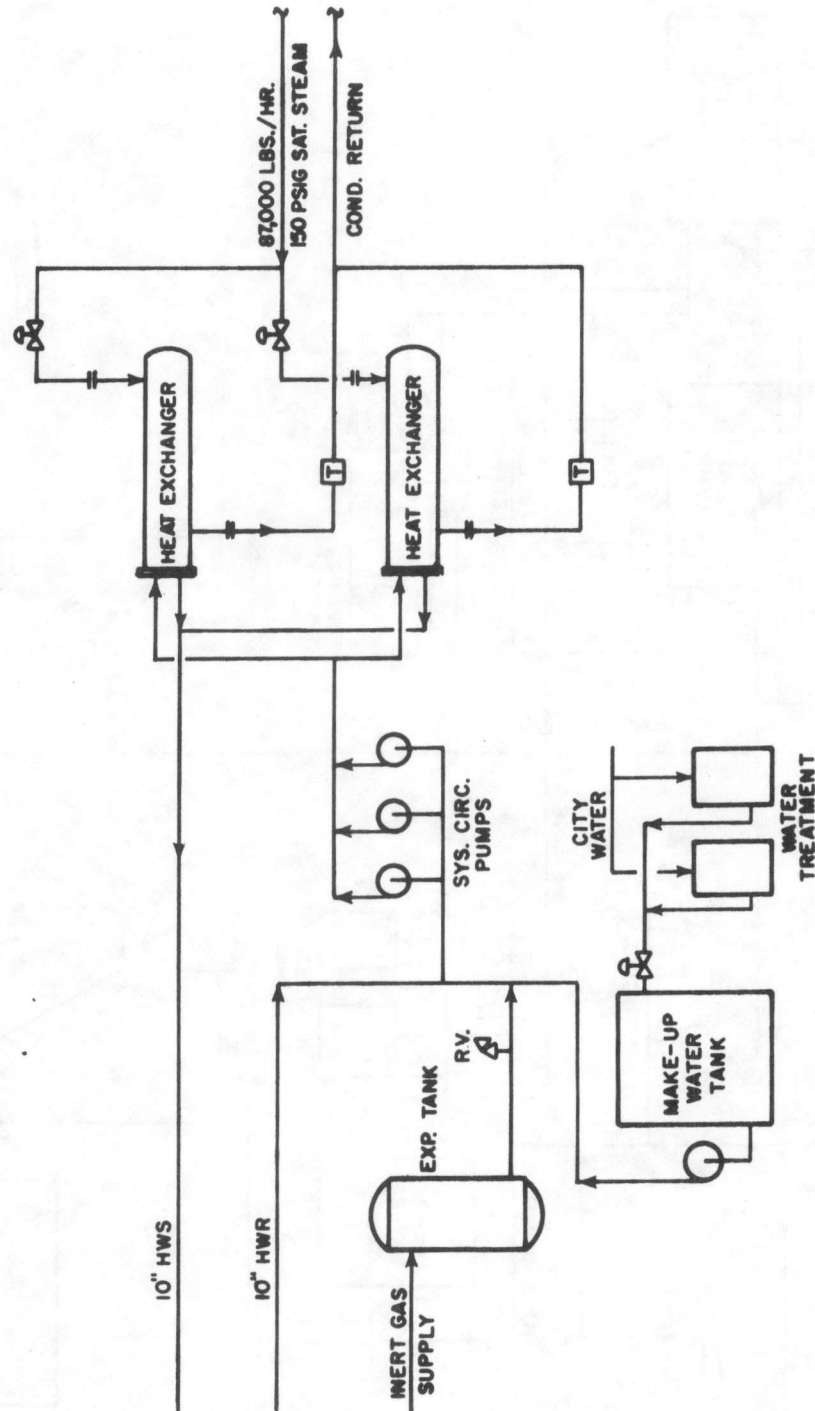 87,000 LBS./HR.
150 PSIG SAT. STEAM
COND. RETURN
HEAT EXCHANGER
HEAT EXCHANGER
T
T
10" HWS
10" HWR
SYS. CIRC.
PUMPS
R.V.
EXP. TANK
INERT GAS
SUPPLY
CITY
WATER
WATER
TREATMENT
MAKE-UP
WATER
TANK